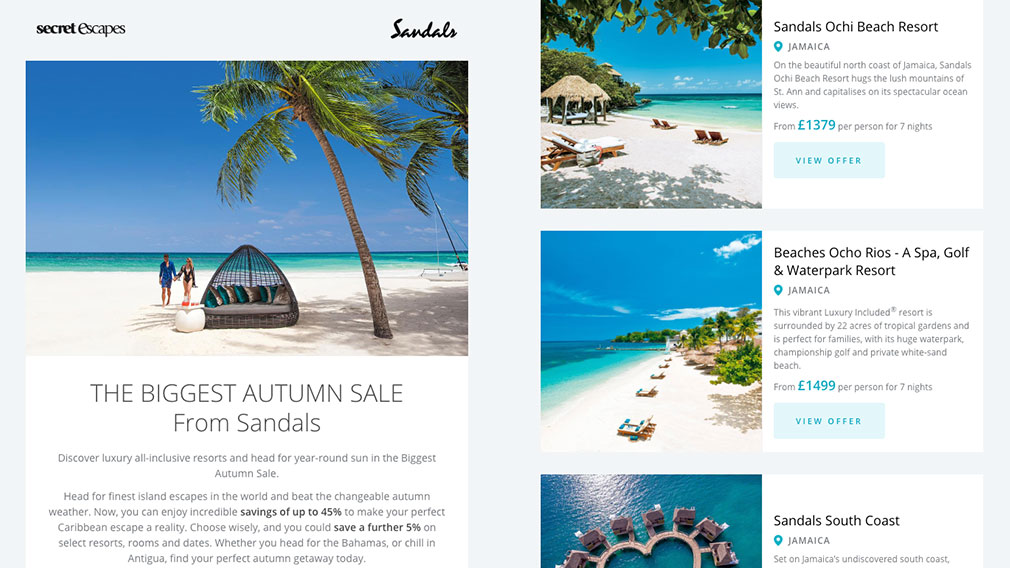 secret escapes
Sandals
THE BIGGEST AUTUMN SALE
From Sandals
Discover luxury all-inclusive resorts and head for year-round sun in the Biggest
Autumn Sale.
Head for finest island escapes in the world and beat the changeable autumn
weather. Now, you can enjoy incredible savings of up to 45% to make your perfect
Caribbean escape a reality. Choose wisely, and you could save a further 5% on
select resorts, rooms and dates. Whether you head for the Bahamas, or chill in
Antigua, find your perfect autumn getaway today.
Sandals Ochi Beach Resort
JAMAICA
On the beautiful north coast of Jamaica, Sandals
Ochi Beach Resort hugs the lush mountains of
St. Ann and capitalises on its spectacular ocean
views.
From £1379 per person for 7 nights
VIEW OFFER
Beaches Ocho Rios - A Spa, Golf
& Waterpark Resort
JAMAICA
This vibrant Luxury Included® resort is
surrounded by 22 acres of tropical gardens and
is perfect for families, with its huge waterpark,
championship golf and private white-sand
beach.
From £1499 per person for 7 nights
VIEW OFFER
Sandals South Coast
JAMAICA
Set on Jamaica's undiscovered south coast,